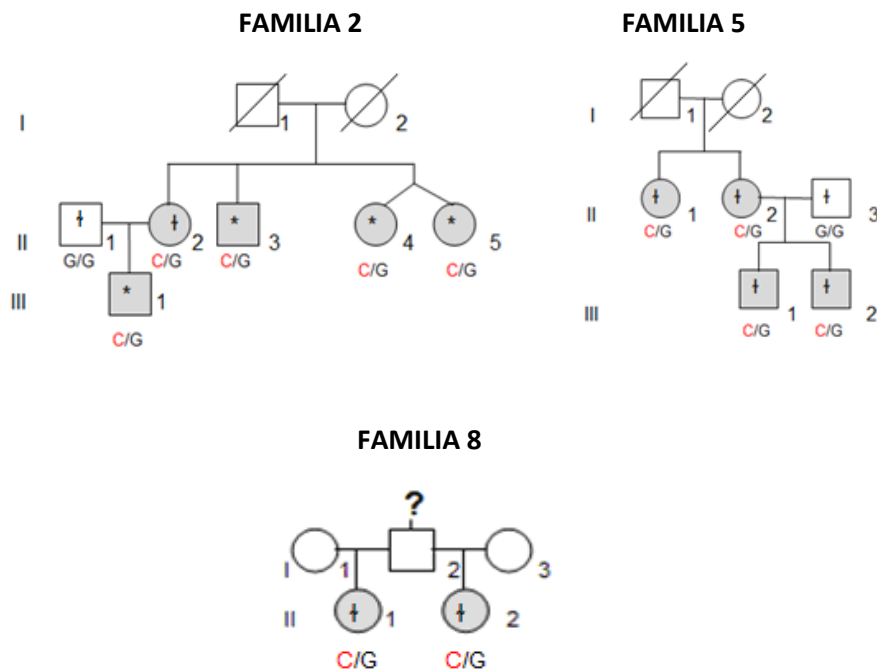 FAMILIA 2
I
1 2
II
1 2 * 3 * 4 * 5
G/G C/G C/G C/G C/G
III
* 1
C/G
FAMILIA 5
I
1 2
II
1 2 3
C/G C/G G/G
III
1 2
C/G C/G
FAMILIA 8
?
I
1 2 3
II
1 2
C/G C/G